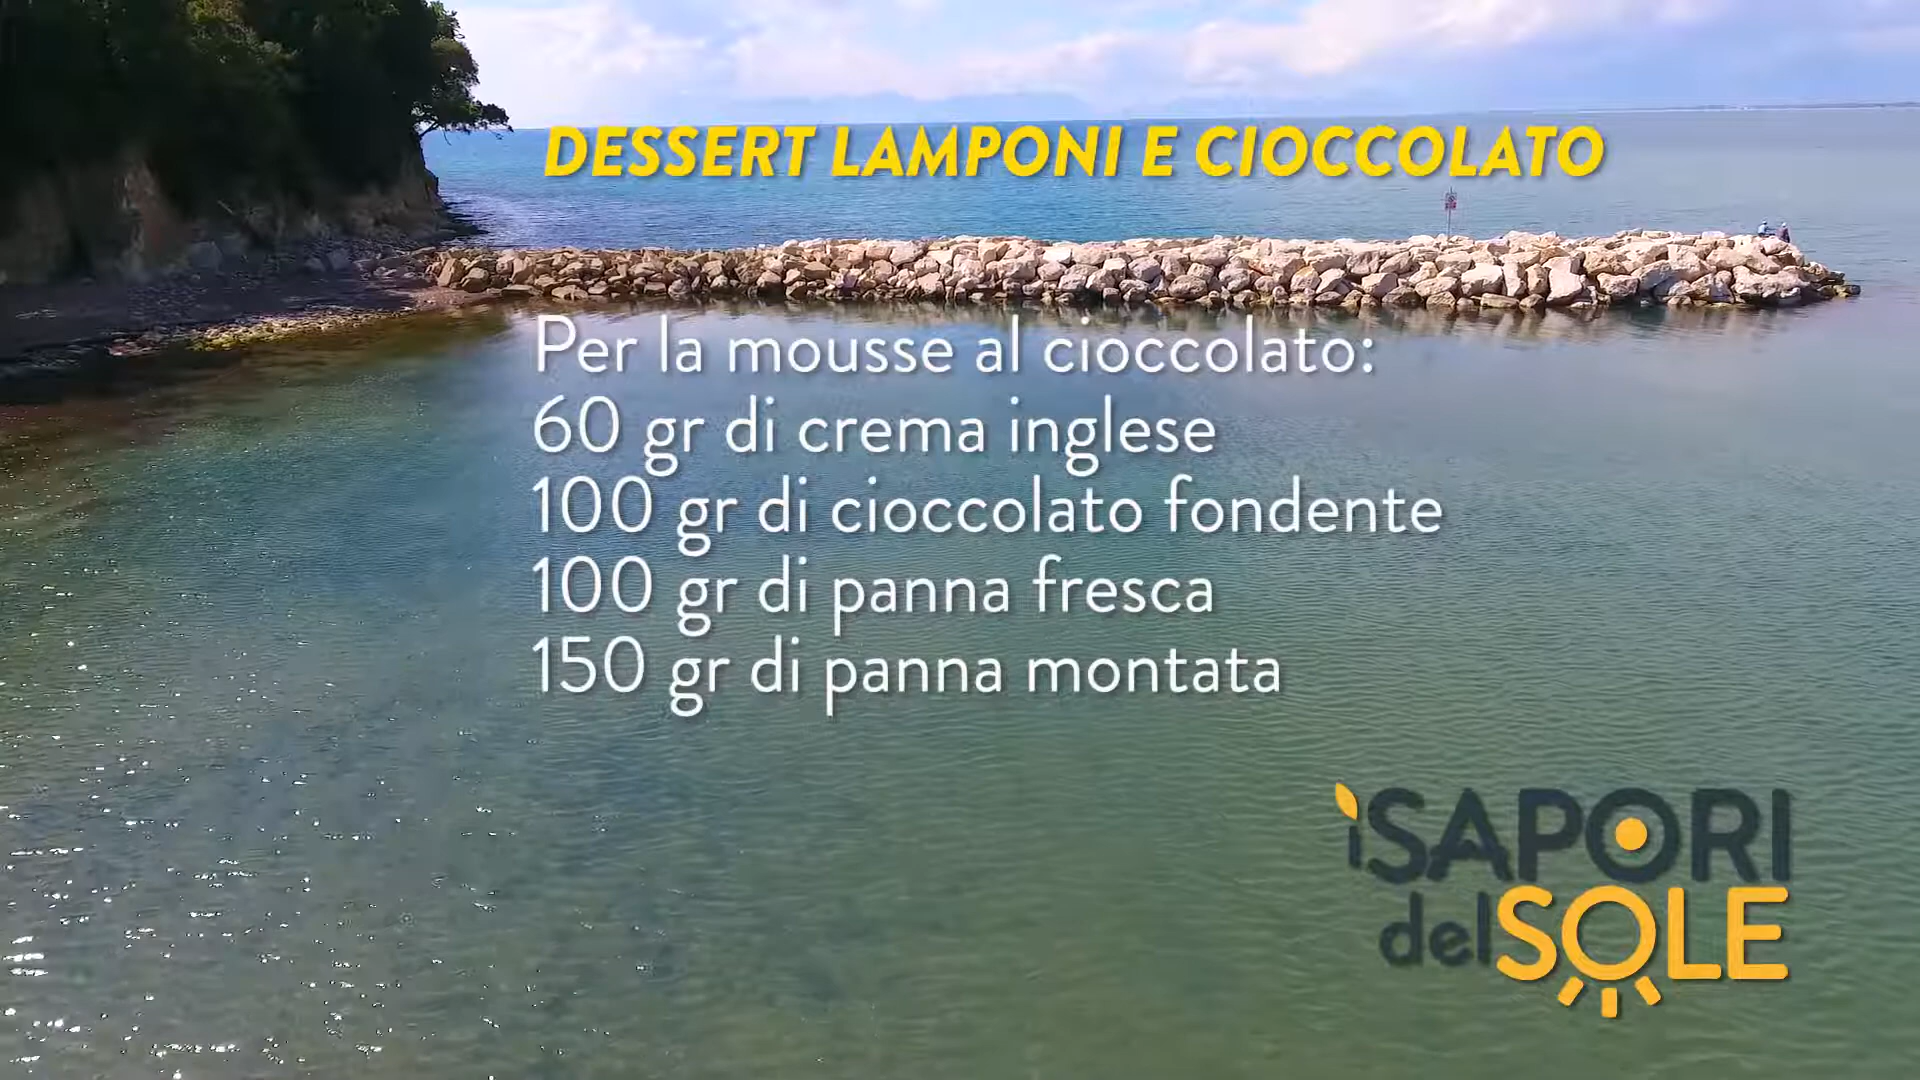 DESSERT LAMPONI E CIOCCOLATO
Per la mousse al cioccolato:
60 gr di crema inglese
100 gr di cioccolato fondente
100 gr di panna fresca
150 gr di panna montata
i SAPORI
del SOLE